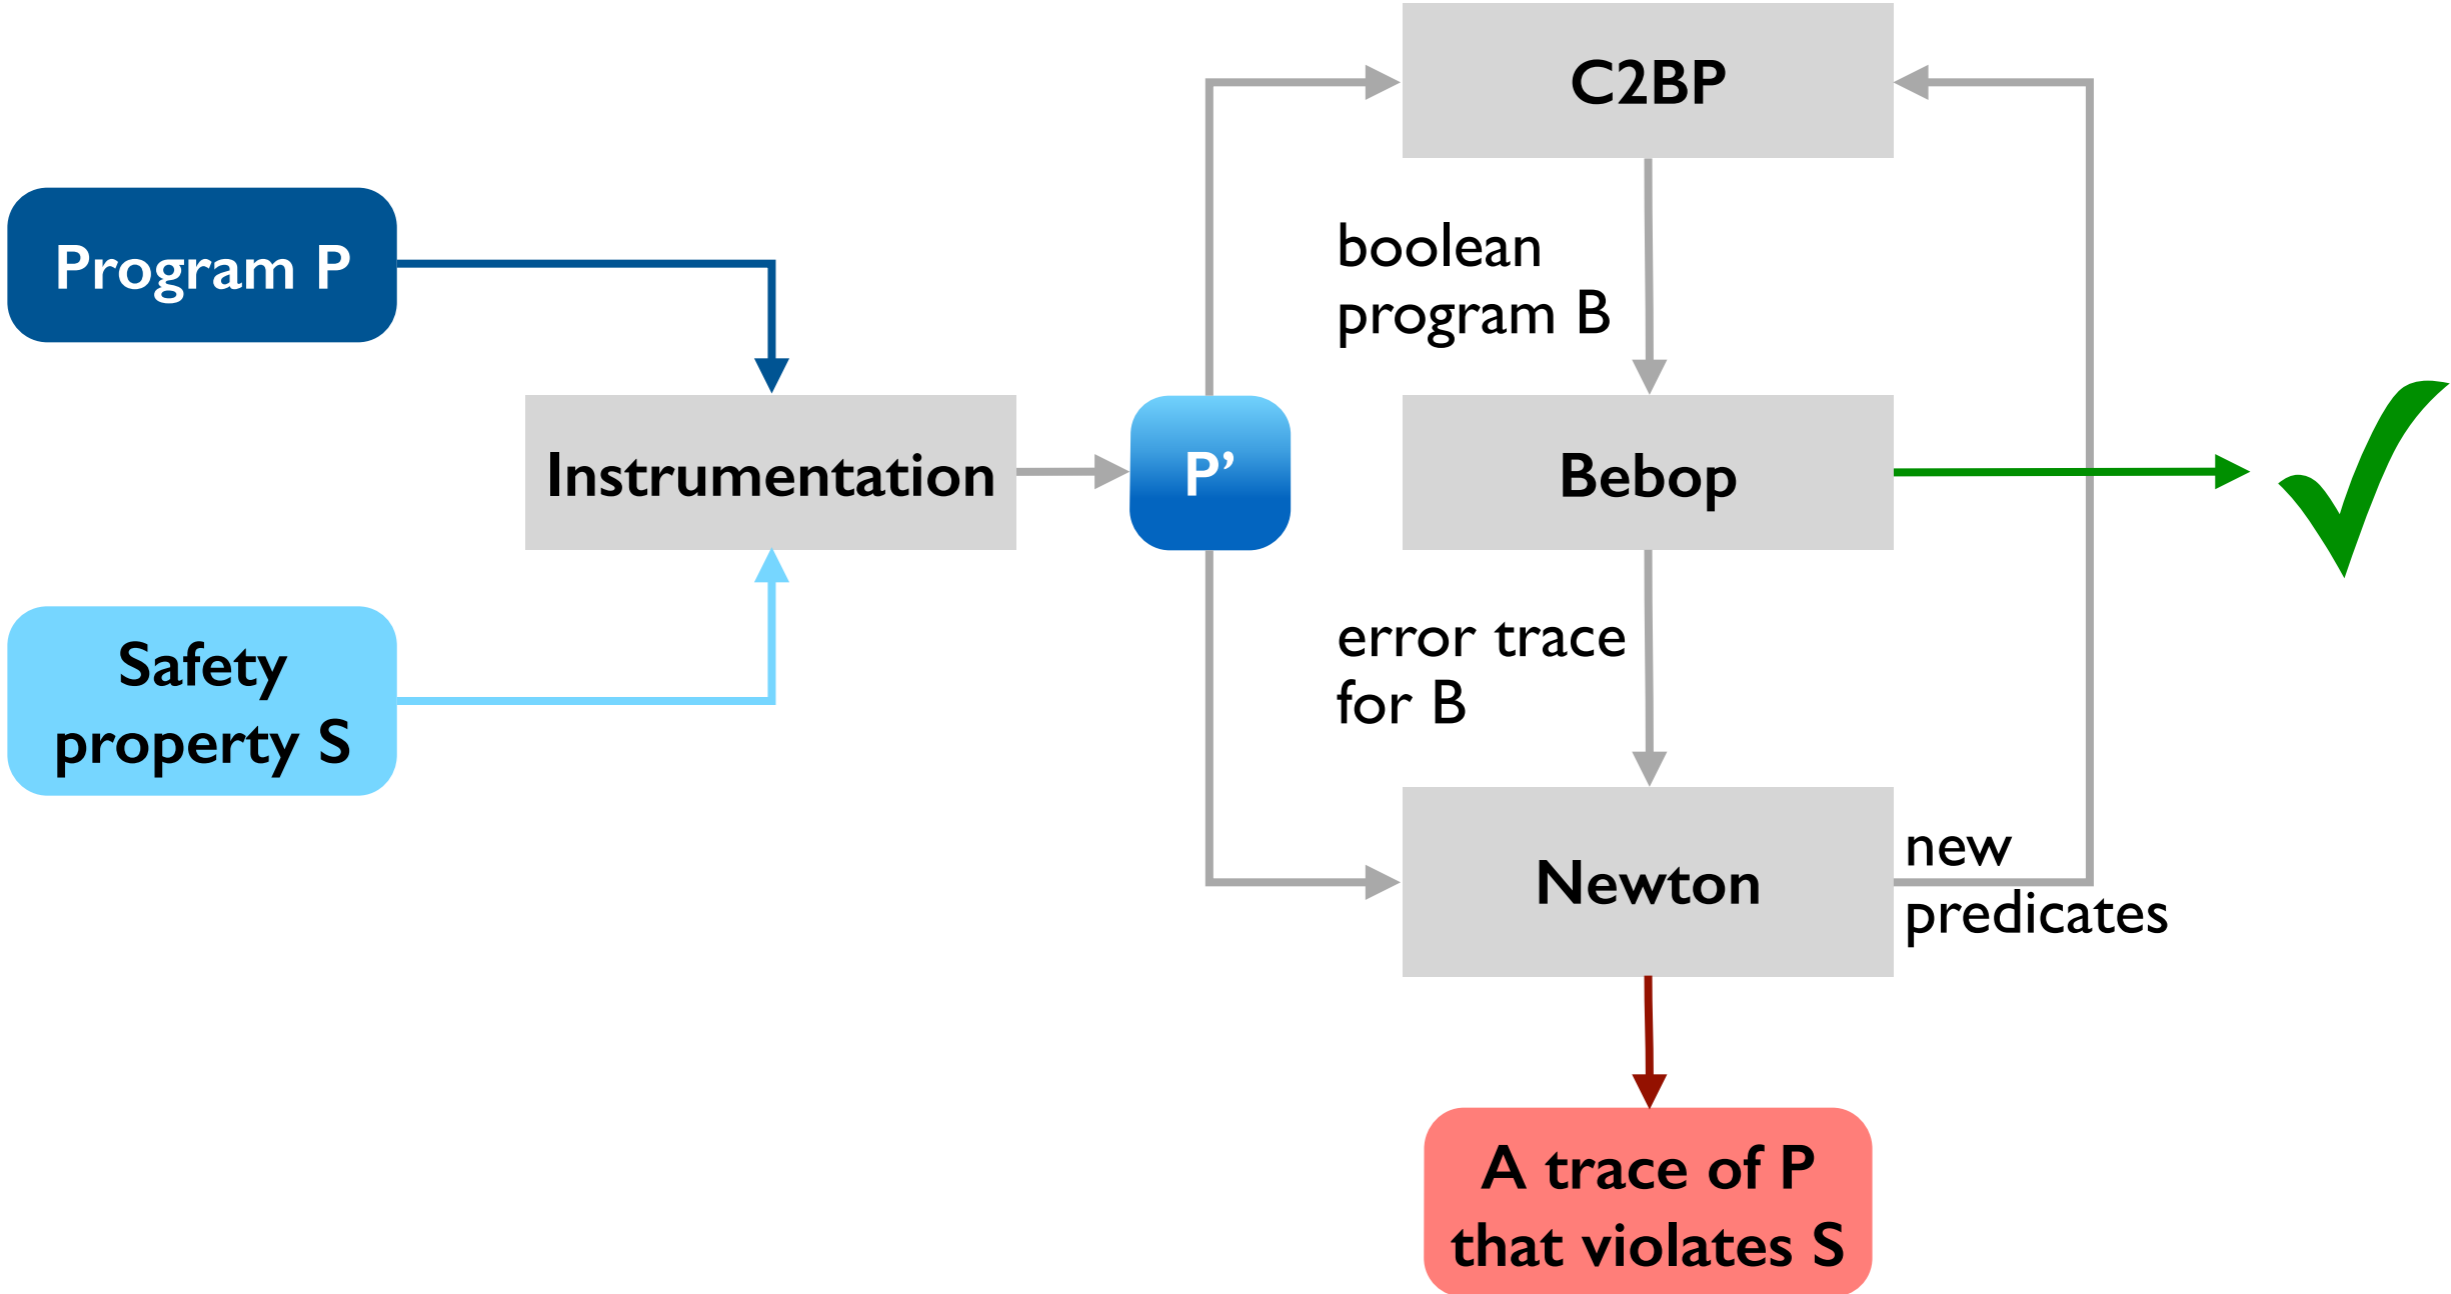 C2BP
Program P
boolean
program B
Instrumentation
P’
Bebop
Safety
property S
error trace
for B
Newton
new
predicates
A trace of P
that violates S